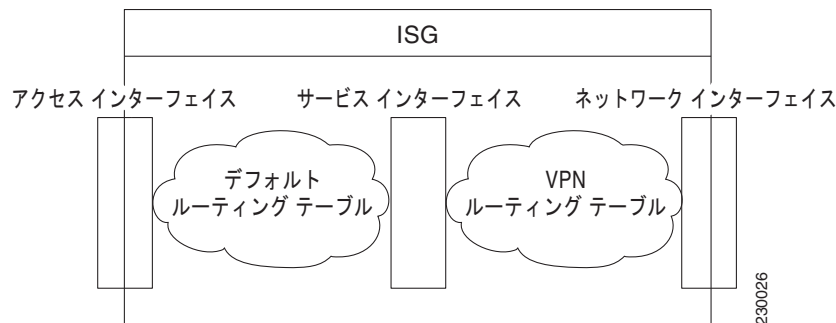 ISG
アクセス インターフェイス
サービス インターフェイス
ネットワーク インターフェイス
デフォルト
ルーティング テーブル
VPN
ルーティング テーブル
230026